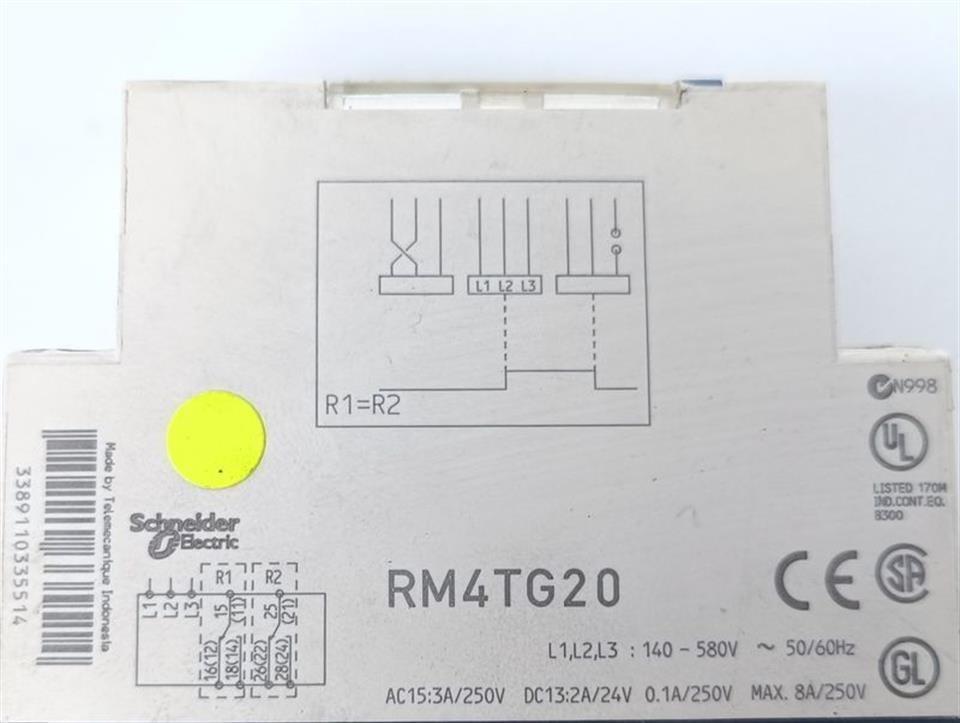 L1 L2 L3
R1=R2
N998
UL
LISTED 170M
IND.CONT.EQ.
8300
Made by Telemecanique Indonesia
3389110335514
Schneider
Electric
R1 R2
L1 L2 L3 15 (11) 25 (21)
16(12) 18(14) 26(22) 28(24)
RM4TG20
CE SA
L1,L2,L3 : 140 - 580V ~ 50/60Hz
GL
AC15:3A/250V DC13:2A/24V 0.1A/250V MAX. 8A/250V